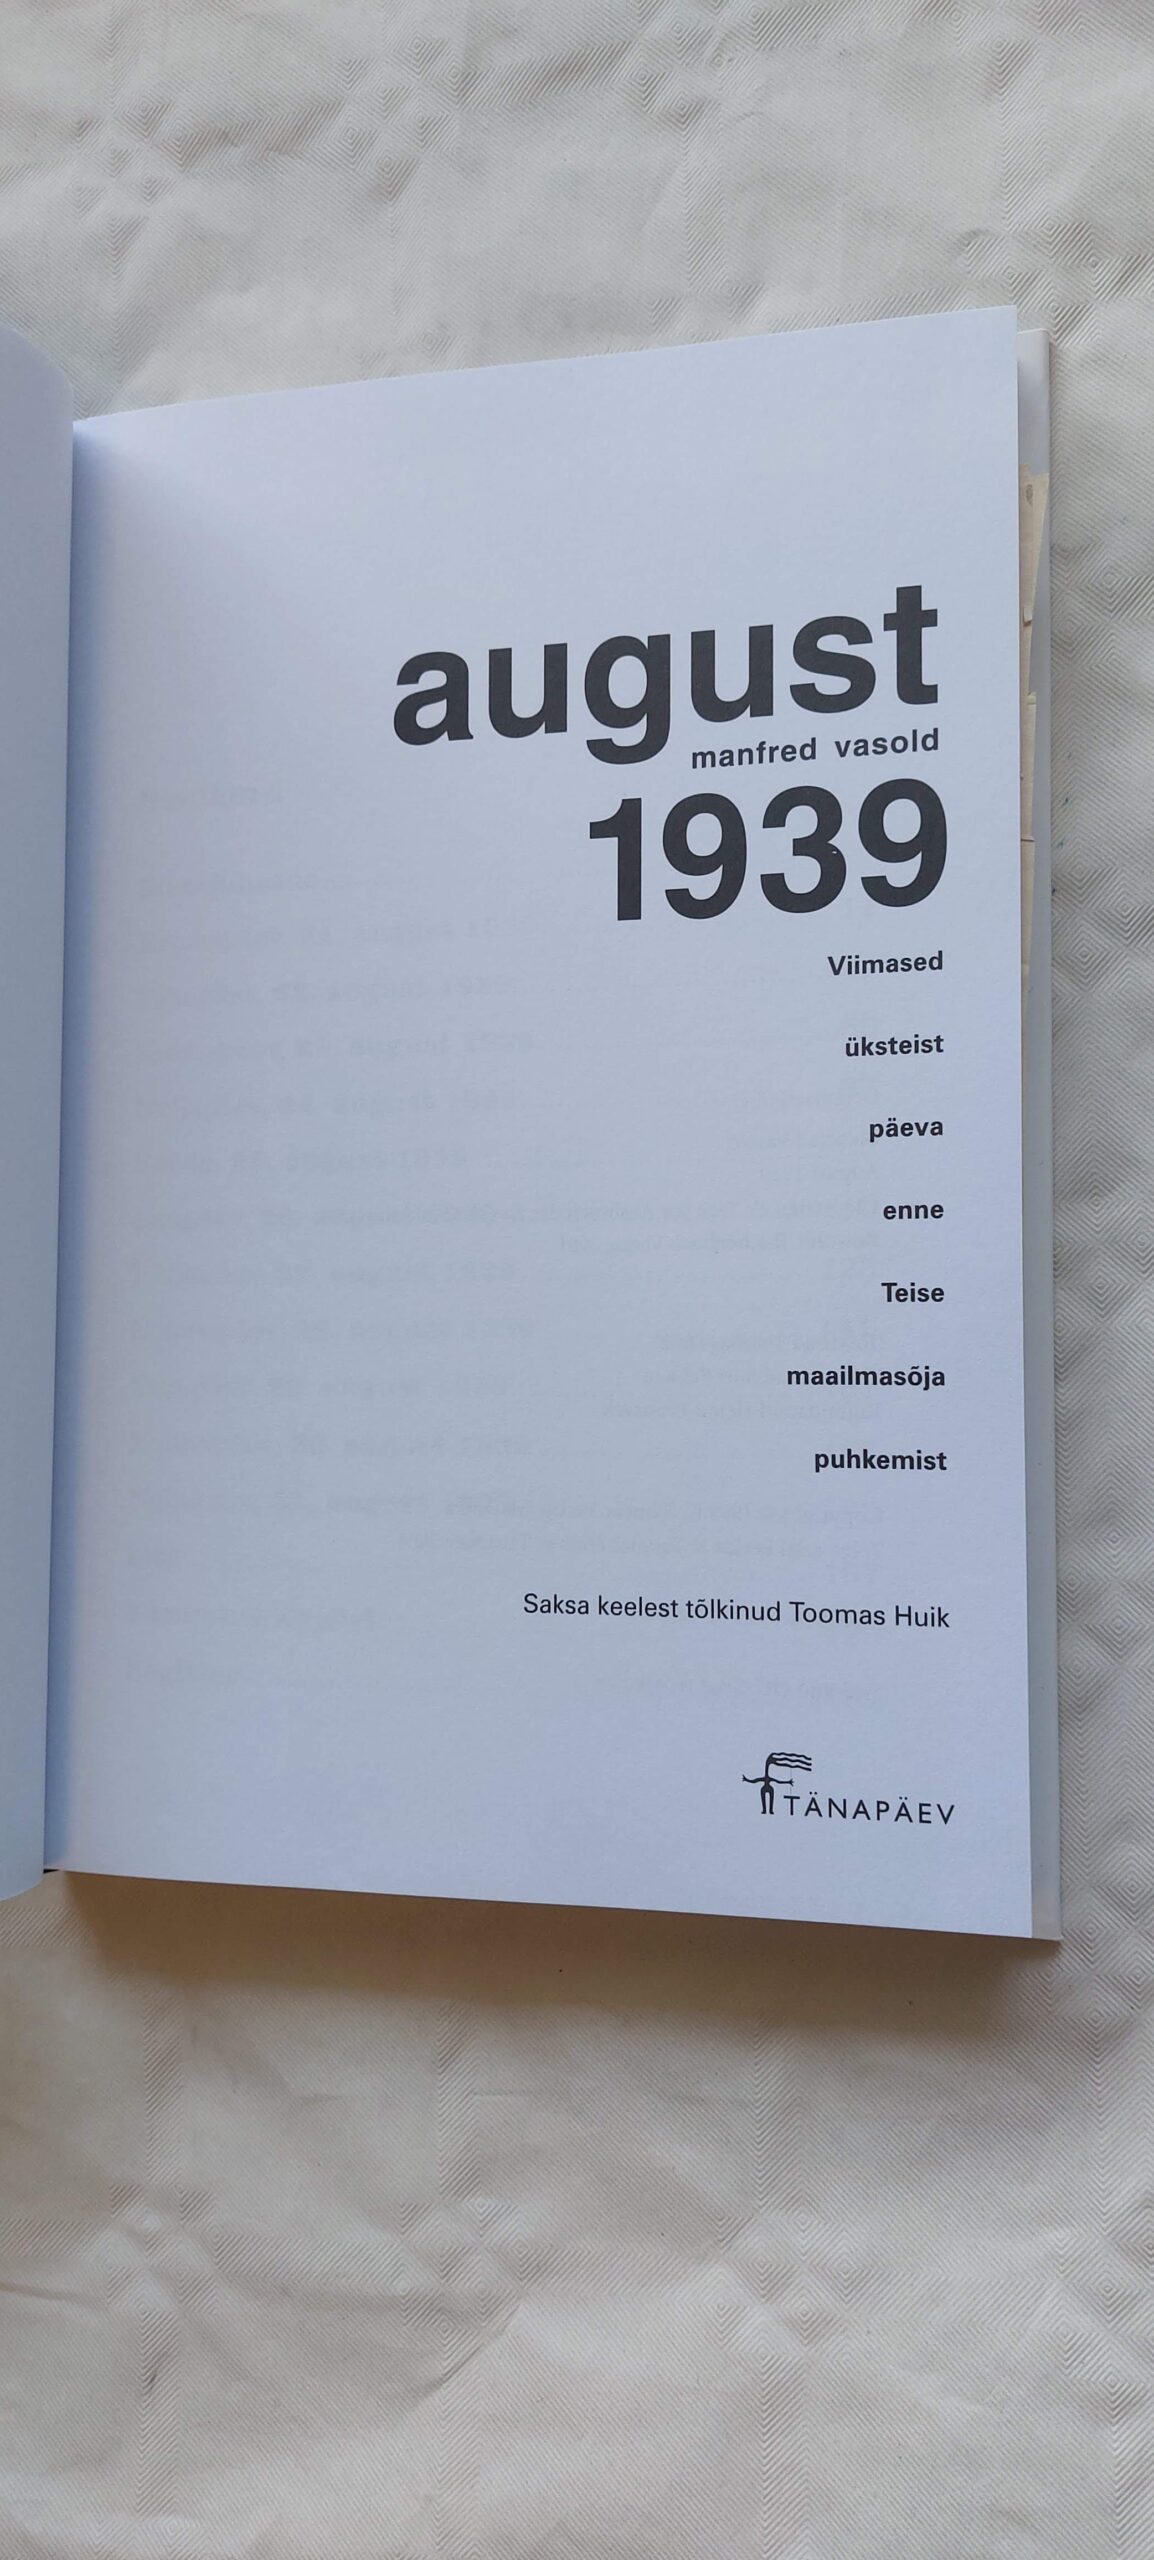 august
manfred vasold
1939
Viimased
üksteist
päeva
enne
Teise
maailmasõja
puhkemist
Saksa keelest tõlkinud Toomas Huik
TÄNAPÄEV